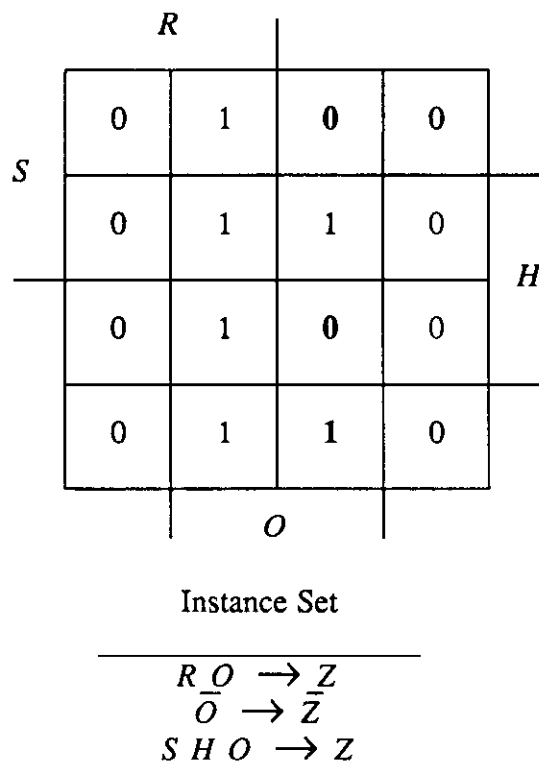 R
0 1 0 0
S
0 1 1 0
H
0 1 0 0
0 1 1 0
O
Instance Set
R O → Z
O̅ → Z̅
S H O → Z